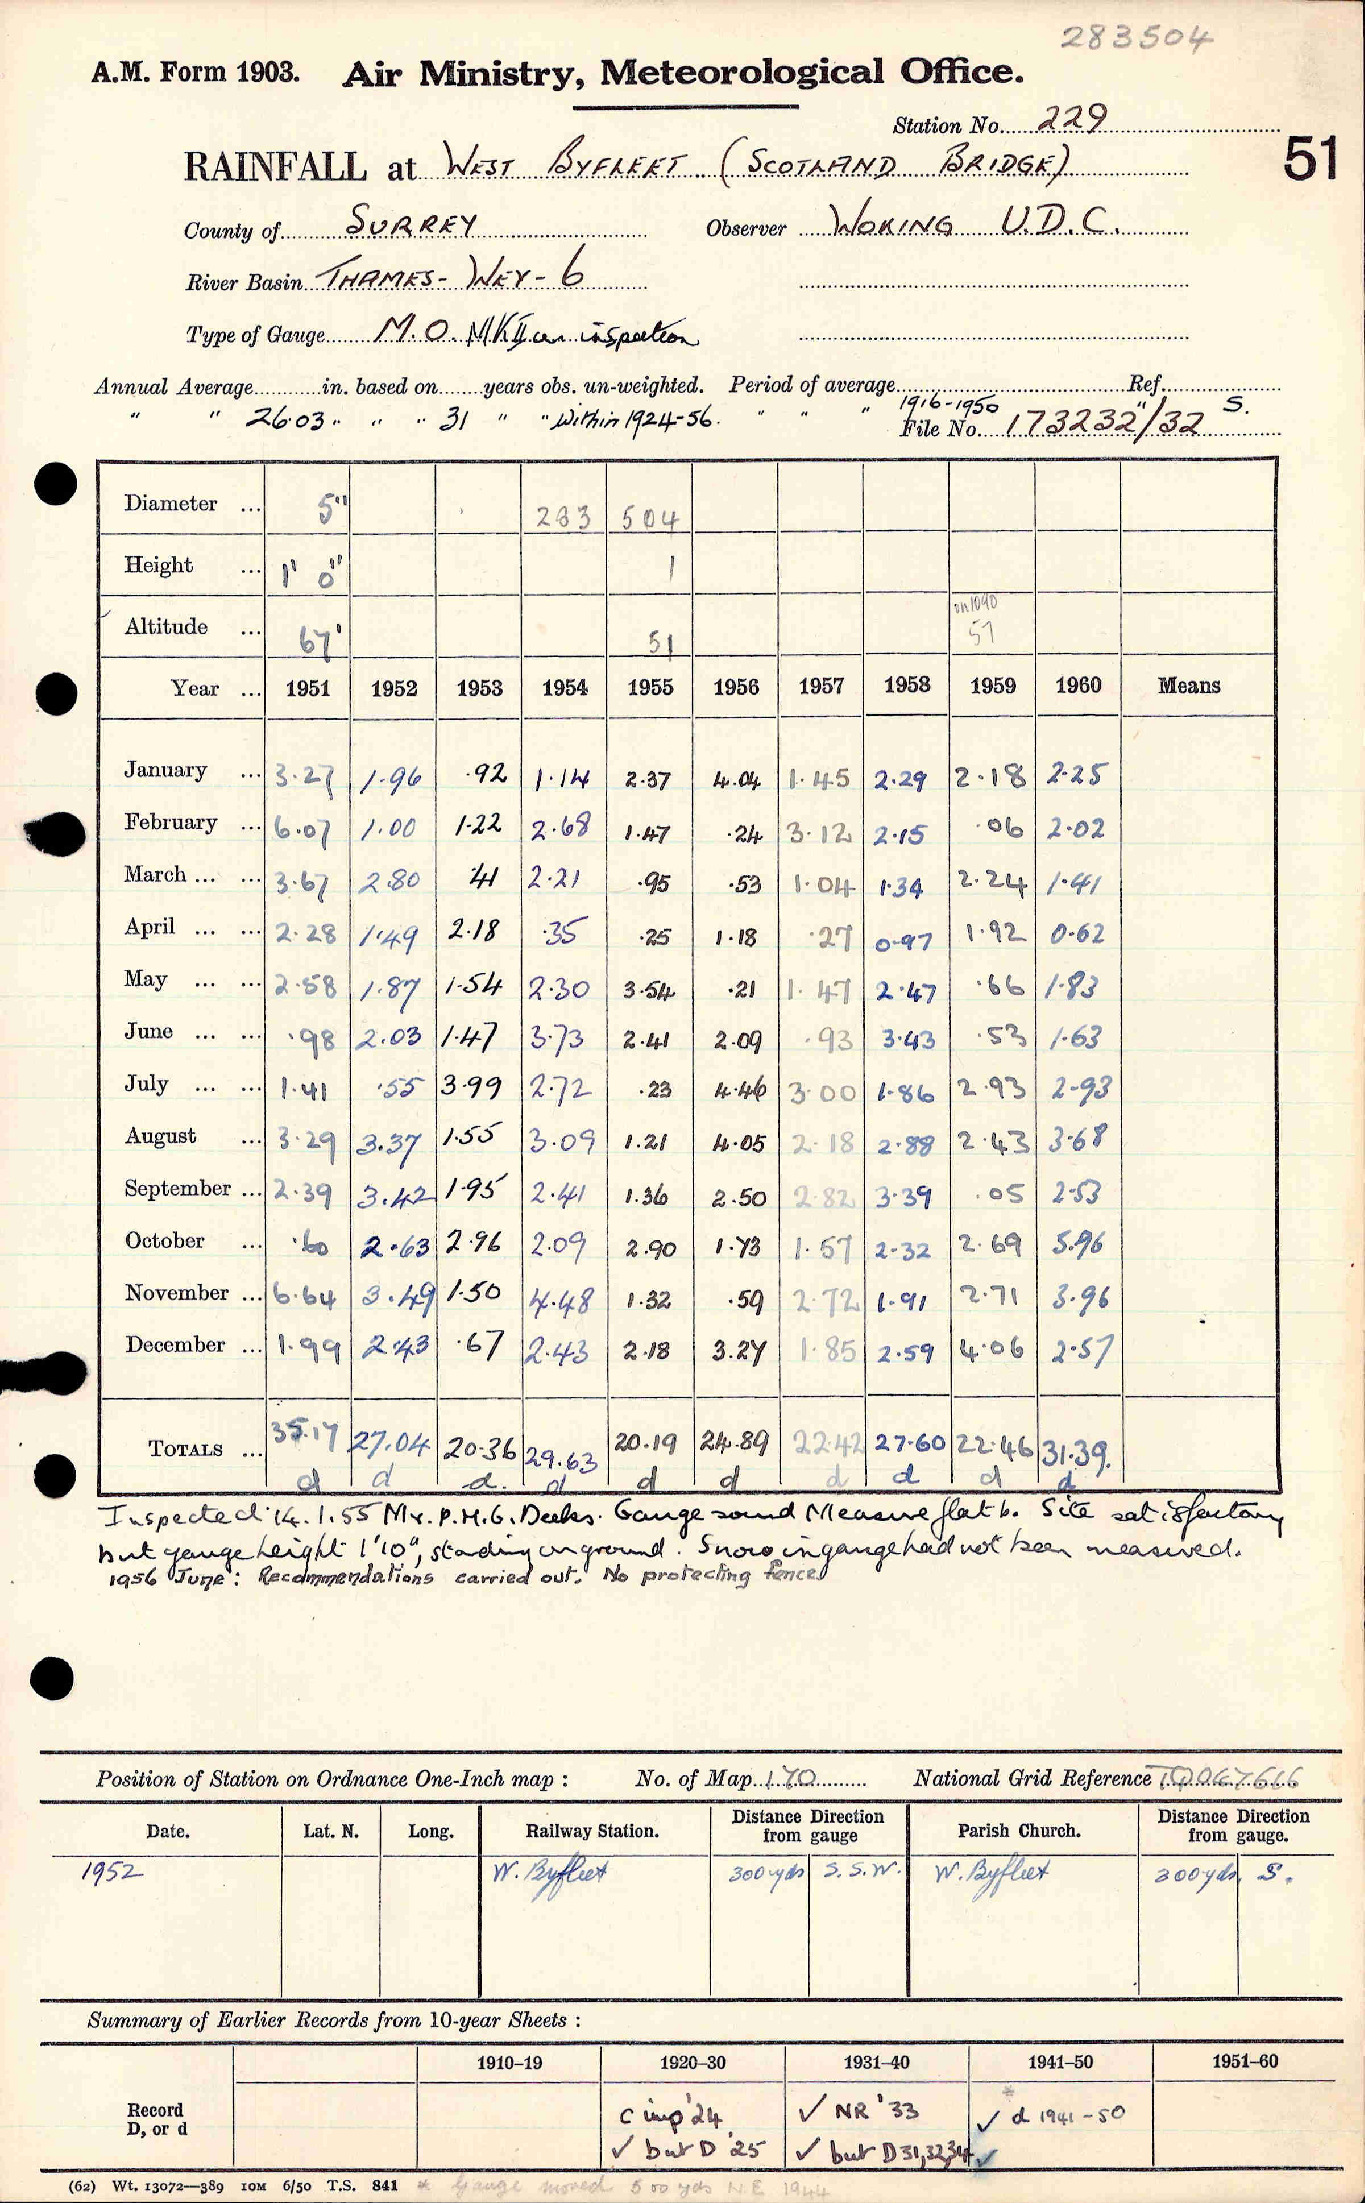 283504
A.M. Form 1903. Air Ministry, Meteorological Office.
Station No. 229
51
RAINFALL at WEST BYFLEET (SCOTLAND BRIDGE)
County of SURREY Observer WOKING U.D.C.
River Basin THAMES - WEY - 6
Type of Gauge M.O. MKII on inspection
Annual Average in. based on years obs. un-weighted. Period of average Ref.
" " 26.03 " " " 31 " " Within 1924-56. " " " 1916-1950 " S.
File No. 173232/32
Diameter ... 5" 283 504
Height ... 1' 0" 1
Altitude ... 67' 51 on 1090 57
Year ... 1951 1952 1953 1954 1955 1956 1957 1958 1959 1960 Means
January ... 3.27 1.96 .92 1.14 2.37 4.04 1.45 2.29 2.18 2.25
February ... 6.07 1.00 1.22 2.68 1.47 .24 3.12 2.15 .06 2.02
March ... ... 3.67 2.80 .41 2.21 .95 .53 1.04 1.34 2.24 1.41
April ... ... 2.28 1.49 2.18 .35 .25 1.18 .27 0.97 1.92 0.62
May ... ... 2.58 1.87 1.54 2.30 3.54 .21 1.47 2.47 .66 1.83
June ... ... .98 2.03 1.47 3.73 2.41 2.09 .93 3.43 .53 1.63
July ... ... 1.41 .55 3.99 2.72 .23 4.46 3.00 1.86 2.93 2.93
August ... 3.29 3.37 1.55 3.09 1.21 4.05 2.18 2.88 2.43 3.68
September ... 2.39 3.42 1.95 2.41 1.36 2.50 2.82 3.39 .05 2.53
October ... .60 2.63 2.96 2.09 2.90 1.73 1.57 2.32 2.69 5.96
November ... 6.64 3.49 1.50 4.48 1.32 .59 2.72 1.91 2.71 3.96
December ... 1.99 2.43 .67 2.43 2.18 3.27 1.85 2.59 4.06 2.57
TOTALS ... 35.17 27.04 20.36 29.63 20.19 24.89 22.42 27.60 22.46 31.39.
d d d. d d d d d d d
Inspected 14.1.55 Mr. P.H.G. Deeks. Gauge sound Measure flat b. Site satisfactory
but gauge height 1'10", standing on ground. Snow in gauge had not been measured.
1956 June: Recommendations carried out. No protecting fence
Position of Station on Ordnance One-Inch map : No. of Map 170 National Grid Reference TQ 067616
Date. Lat. N. Long. Railway Station. Distance Direction from gauge Parish Church. Distance Direction from gauge.
1952 W. Byfleet 300 yds S.S.W. W. Byfleet 300 yds. S.
Summary of Earlier Records from 10-year Sheets :
1910–19 1920–30 1931–40 1941–50 1951–60
Record D, or d
c imp '24 ✓ NR '33 * ✓ d 1941-50
✓ but D '25 ✓ but D 31,32,34 ✓
(62) Wt. 13072—389 IOM 6/50 T.S. 841 * Gauge moved 500 yds N.E 1944